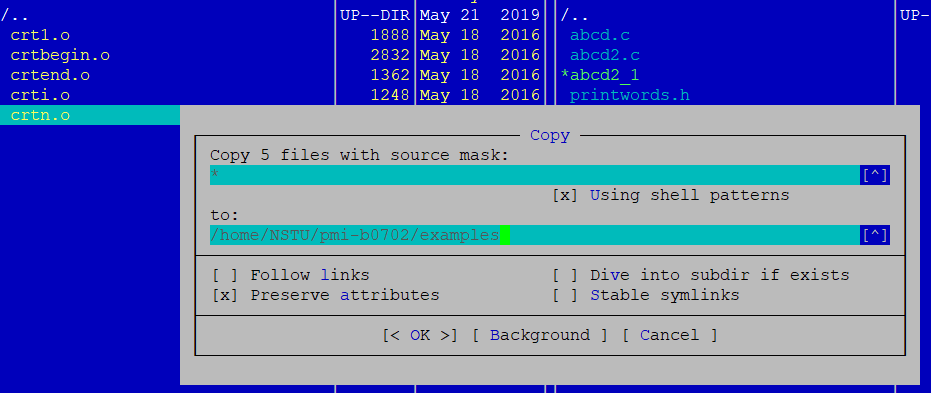 /.. UP--DIR May 21 2019 /.. UP-
crt1.o 1888 May 18 2016 abcd.c
crtbegin.o 2832 May 18 2016 abcd2.c
crtend.o 1362 May 18 2016 *abcd2_1
crti.o 1248 May 18 2016 printwords.h
crtn.o
Copy
Copy 5 files with source mask:
* [^]
[x] Using shell patterns
to:
/home/NSTU/pmi-b0702/examples [^]
[ ] Follow links [ ] Dive into subdir if exists
[x] Preserve attributes [ ] Stable symlinks
[< OK >] [ Background ] [ Cancel ]